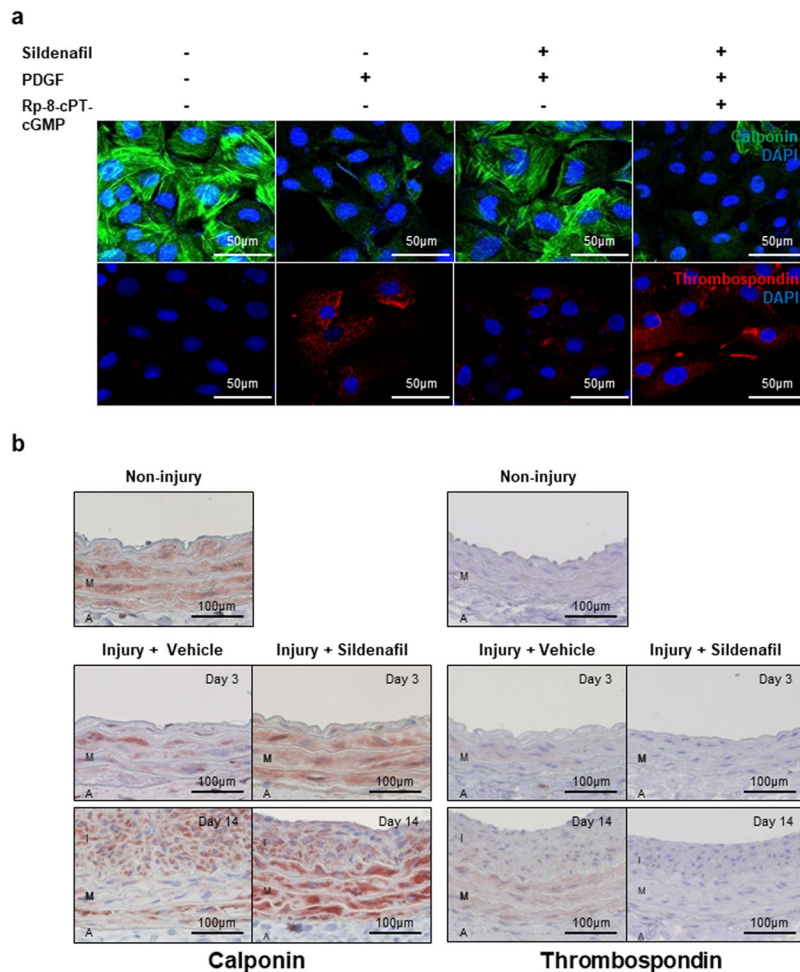 a
Sildenafil - - + +
PDGF - + + +
Rp-8-cPT-
cGMP - - - +
Calponin
DAPI
50µm 50µm 50µm 50µm
Thrombospondin
DAPI
50µm 50µm 50µm 50µm
b
Non-injury Non-injury
M M
100µm 100µm
A A
Injury + Vehicle Injury + Sildenafil Injury + Vehicle Injury + Sildenafil
Day 3 Day 3 Day 3 Day 3
M M M M
100µm 100µm 100µm 100µm
A A A A
Day 14 Day 14 Day 14 Day 14
I I I I
M M M M
100µm 100µm 100µm 100µm
A A A A
Calponin Thrombospondin